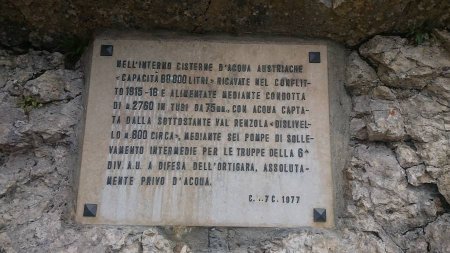 NELL'INTERNO CISTERNE D'ACQUA AUSTRIACHE
«CAPACITÀ LITRI» RICAVATE NEL CONFLIT-
TO 1915-18 E ALIMENTATE MEDIANTE CONDOTTA
DI M 2760 IN TUBI DA 75 MM. CON ACQUA CAPTA-
TA DALLA SOTTOSTANTE VAL RENZOLA «DISLIVEL-
LO M 800 CIRCA», MEDIANTE SEI POMPE DI SOLLE-
VAMENTO INTERMEDIE PER LE TRUPPE DELLA 6ª
DIV. A.U. A DIFESA DELL'ORTIGARA, ASSOLUTA-
MENTE PRIVO D'ACQUA.
1977